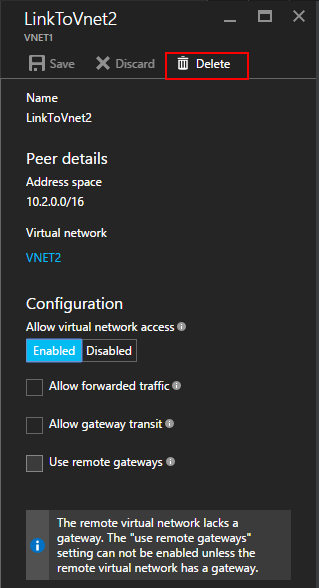 LinkToVnet2
VNET1
Save Discard Delete
Name
LinkToVnet2
Peer details
Address space
10.2.0.0/16
Virtual network
VNET2
Configuration
Allow virtual network access
Enabled Disabled
Allow forwarded traffic
Allow gateway transit
Use remote gateways
The remote virtual network lacks a
gateway. The "use remote gateways"
setting can not be enabled unless the
remote virtual network has a gateway.